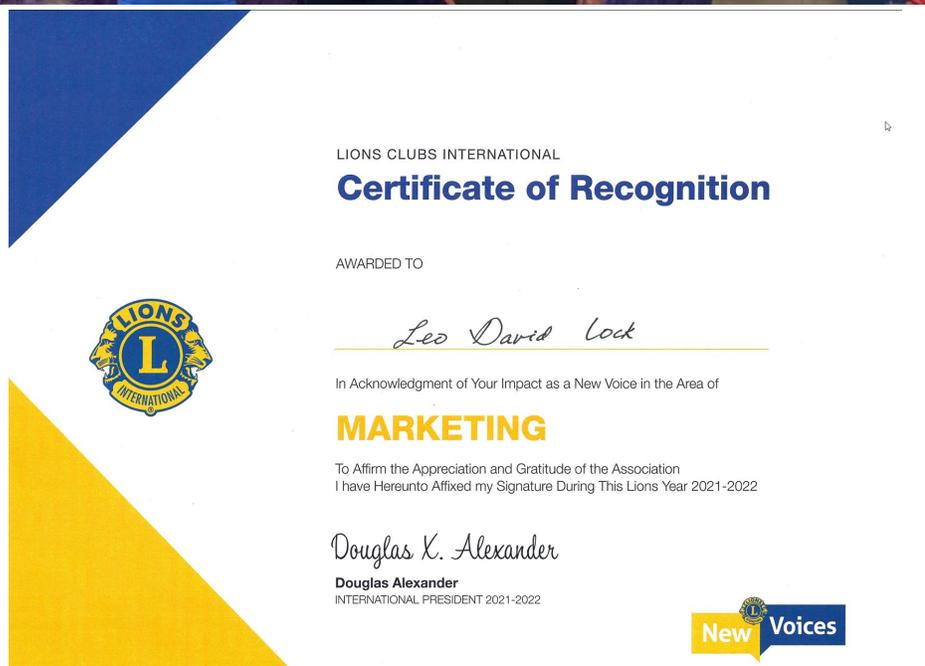 LIONS CLUBS INTERNATIONAL
Certificate of Recognition
AWARDED TO
Leo David Lock
LIONS
L
INTERNATIONAL
®
In Acknowledgment of Your Impact as a New Voice in the Area of
MARKETING
To Affirm the Appreciation and Gratitude of the Association
I have Hereunto Affixed my Signature During This Lions Year 2021-2022
Douglas X. Alexander
Douglas Alexander
INTERNATIONAL PRESIDENT 2021-2022
LIONS
L
New Voices